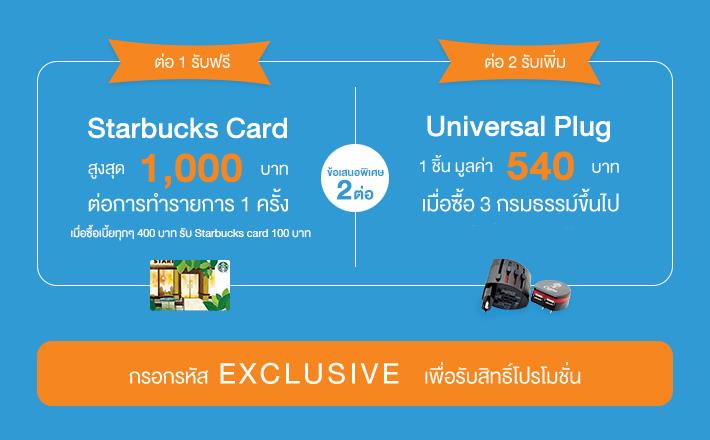 ต่อ 1 รับฟรี
Starbucks Card
สูงสุด 1,000 บาท
ต่อการทำรายการ 1 ครั้ง
เมื่อซื้อเบี้ยทุกๆ 400 บาท รับ Starbucks card 100 บาท
ข้อเสนอพิเศษ
2 ต่อ
ต่อ 2 รับเพิ่ม
Universal Plug
1 ชิ้น มูลค่า 540 บาท
เมื่อซื้อ 3 กรมธรรม์ขึ้นไป
กรอกรหัส EXCLUSIVE เพื่อรับสิทธิ์โปรโมชั่น